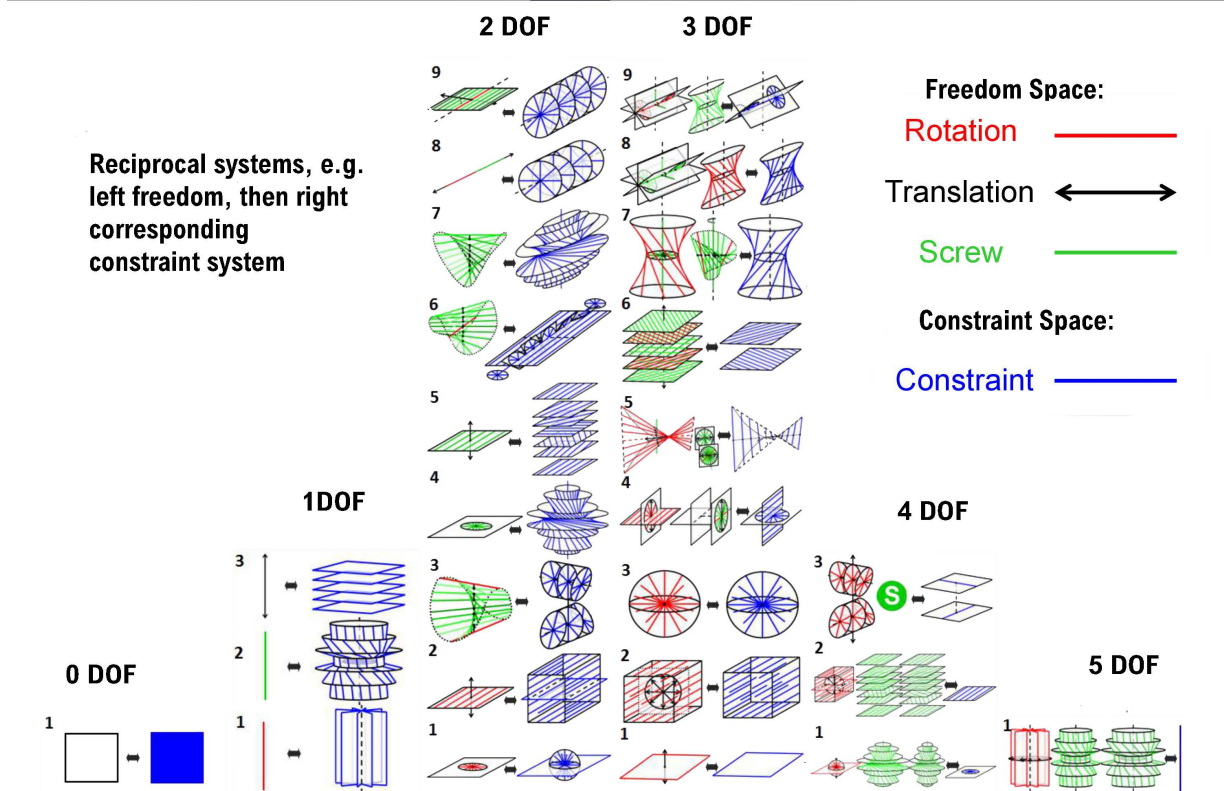 2 DOF
3 DOF
Reciprocal systems, e.g.
left freedom, then right
corresponding
constraint system
Freedom Space:
Rotation
Translation
Screw
Constraint Space:
Constraint
9
8
7
6
5
4
3
2
1
9
8
7
6
5
4
3
2
1
1DOF
3
2
1
4 DOF
3
S
2
1
0 DOF
1
5 DOF
1